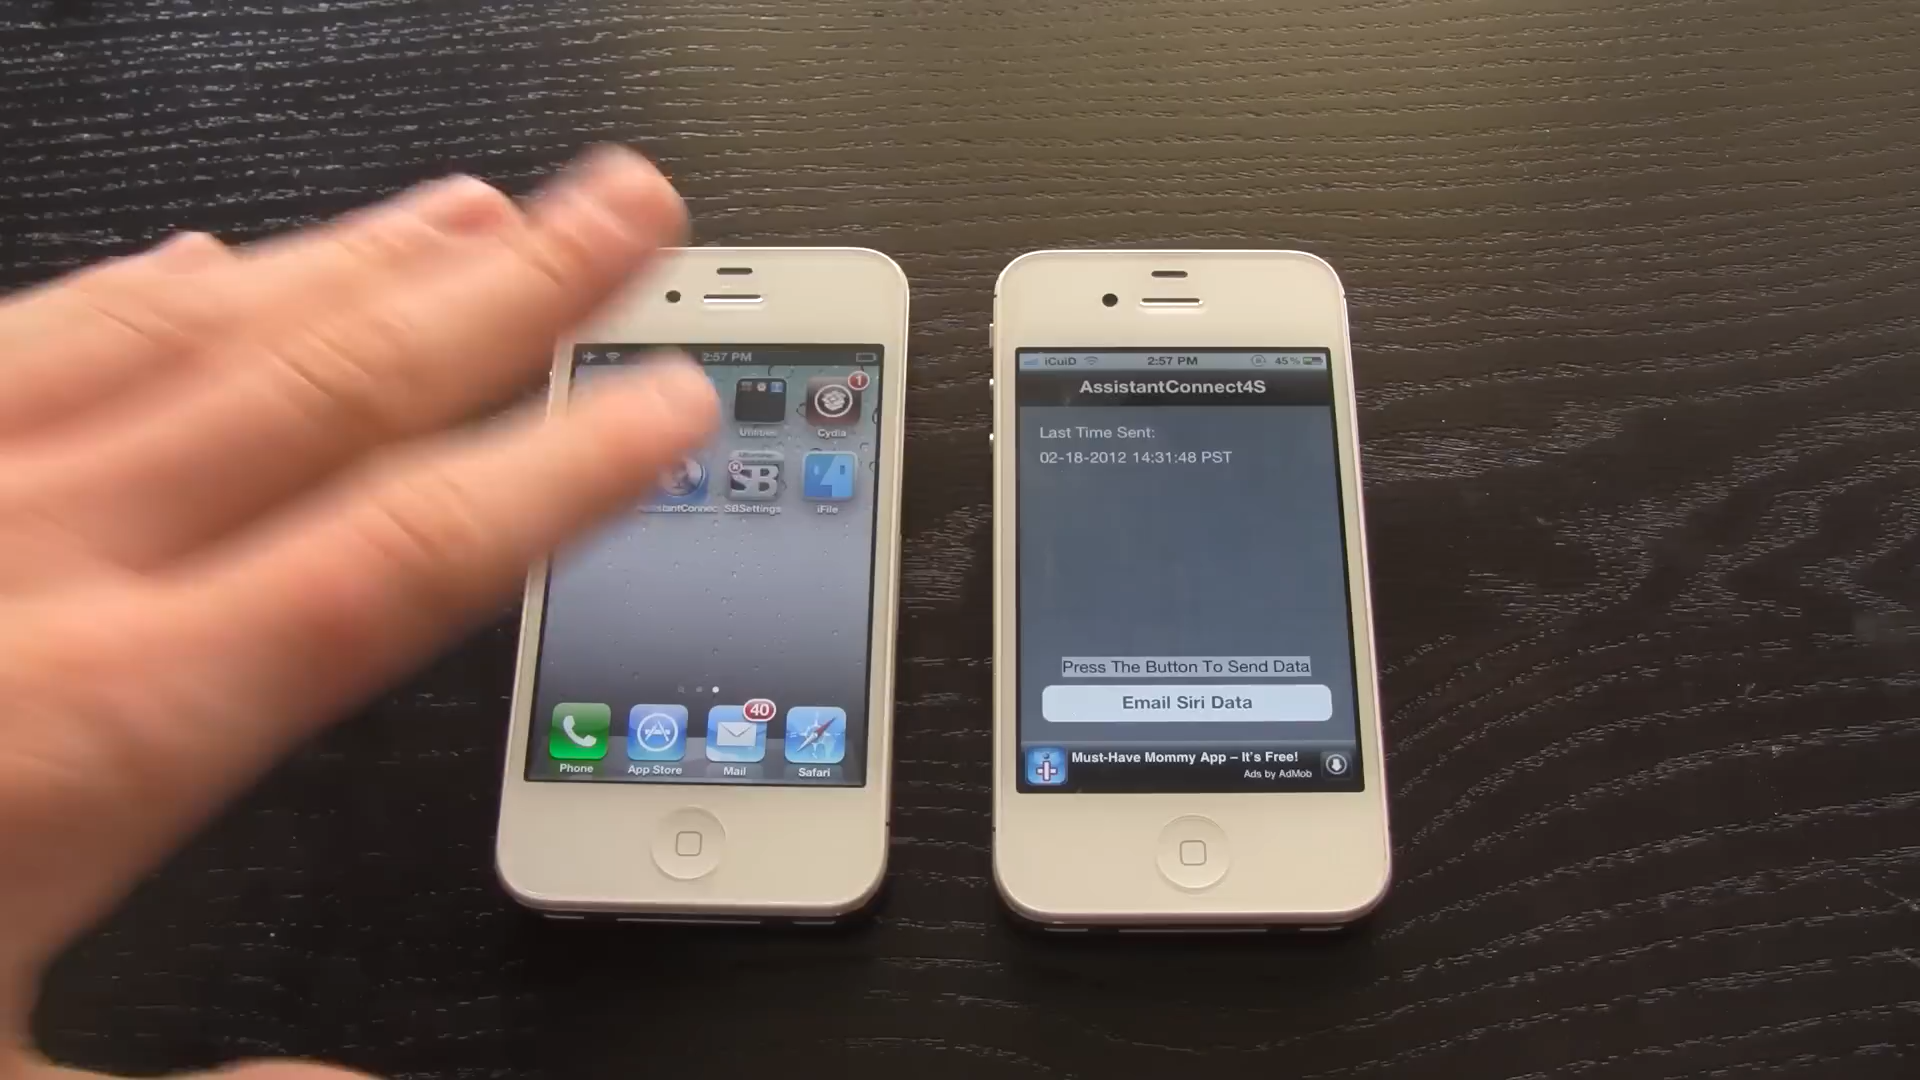 2:57 PM
Utilities
Cydia
1
SB
SBSettings
iFile
40
Phone
App Store
Mail
Safari
iCuiD
2:57 PM
45%
AssistantConnect4S
Last Time Sent:
02-18-2012 14:31:48 PST
Press The Button To Send Data
Email Siri Data
Must-Have Mommy App – It's Free!
Ads by AdMob